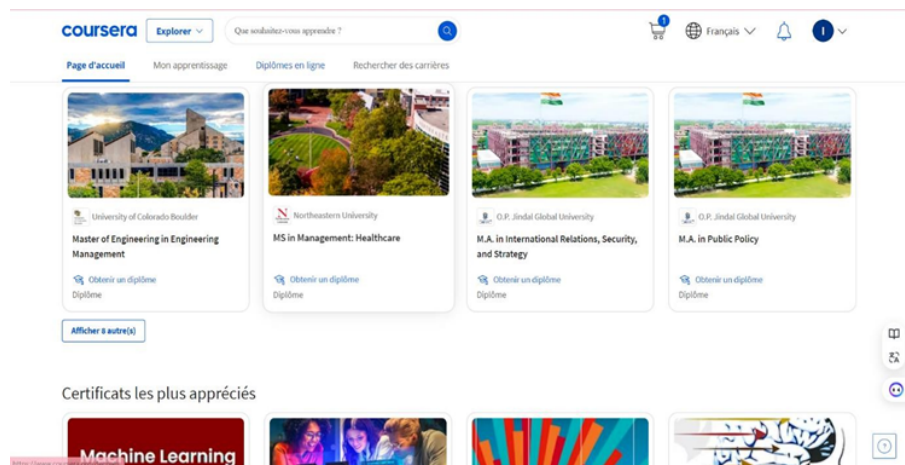 coursera
Explorer
Que souhaitez-vous apprendre ?
1
Français
I
Page d'accueil
Mon apprentissage
Diplômes en ligne
Rechercher des carrières
University of Colorado Boulder
Master of Engineering in Engineering
Management
Obtenir un diplôme
Diplôme
Northeastern University
MS in Management: Healthcare
Obtenir un diplôme
Diplôme
O.P. Jindal Global University
M.A. in International Relations, Security,
and Strategy
Obtenir un diplôme
Diplôme
O.P. Jindal Global University
M.A. in Public Policy
Obtenir un diplôme
Diplôme
Afficher 8 autre(s)
Certificats les plus appréciés
Machine Learning